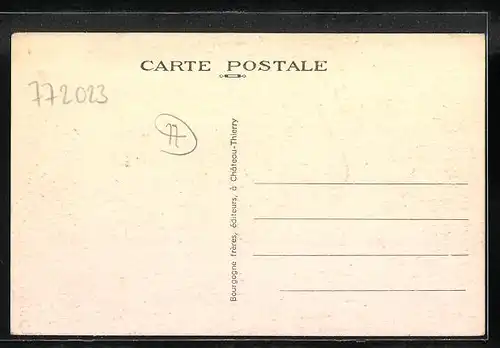 CARTE POSTALE
772023
77
Bourgogne frères, éditeurs, à Château-Thierry